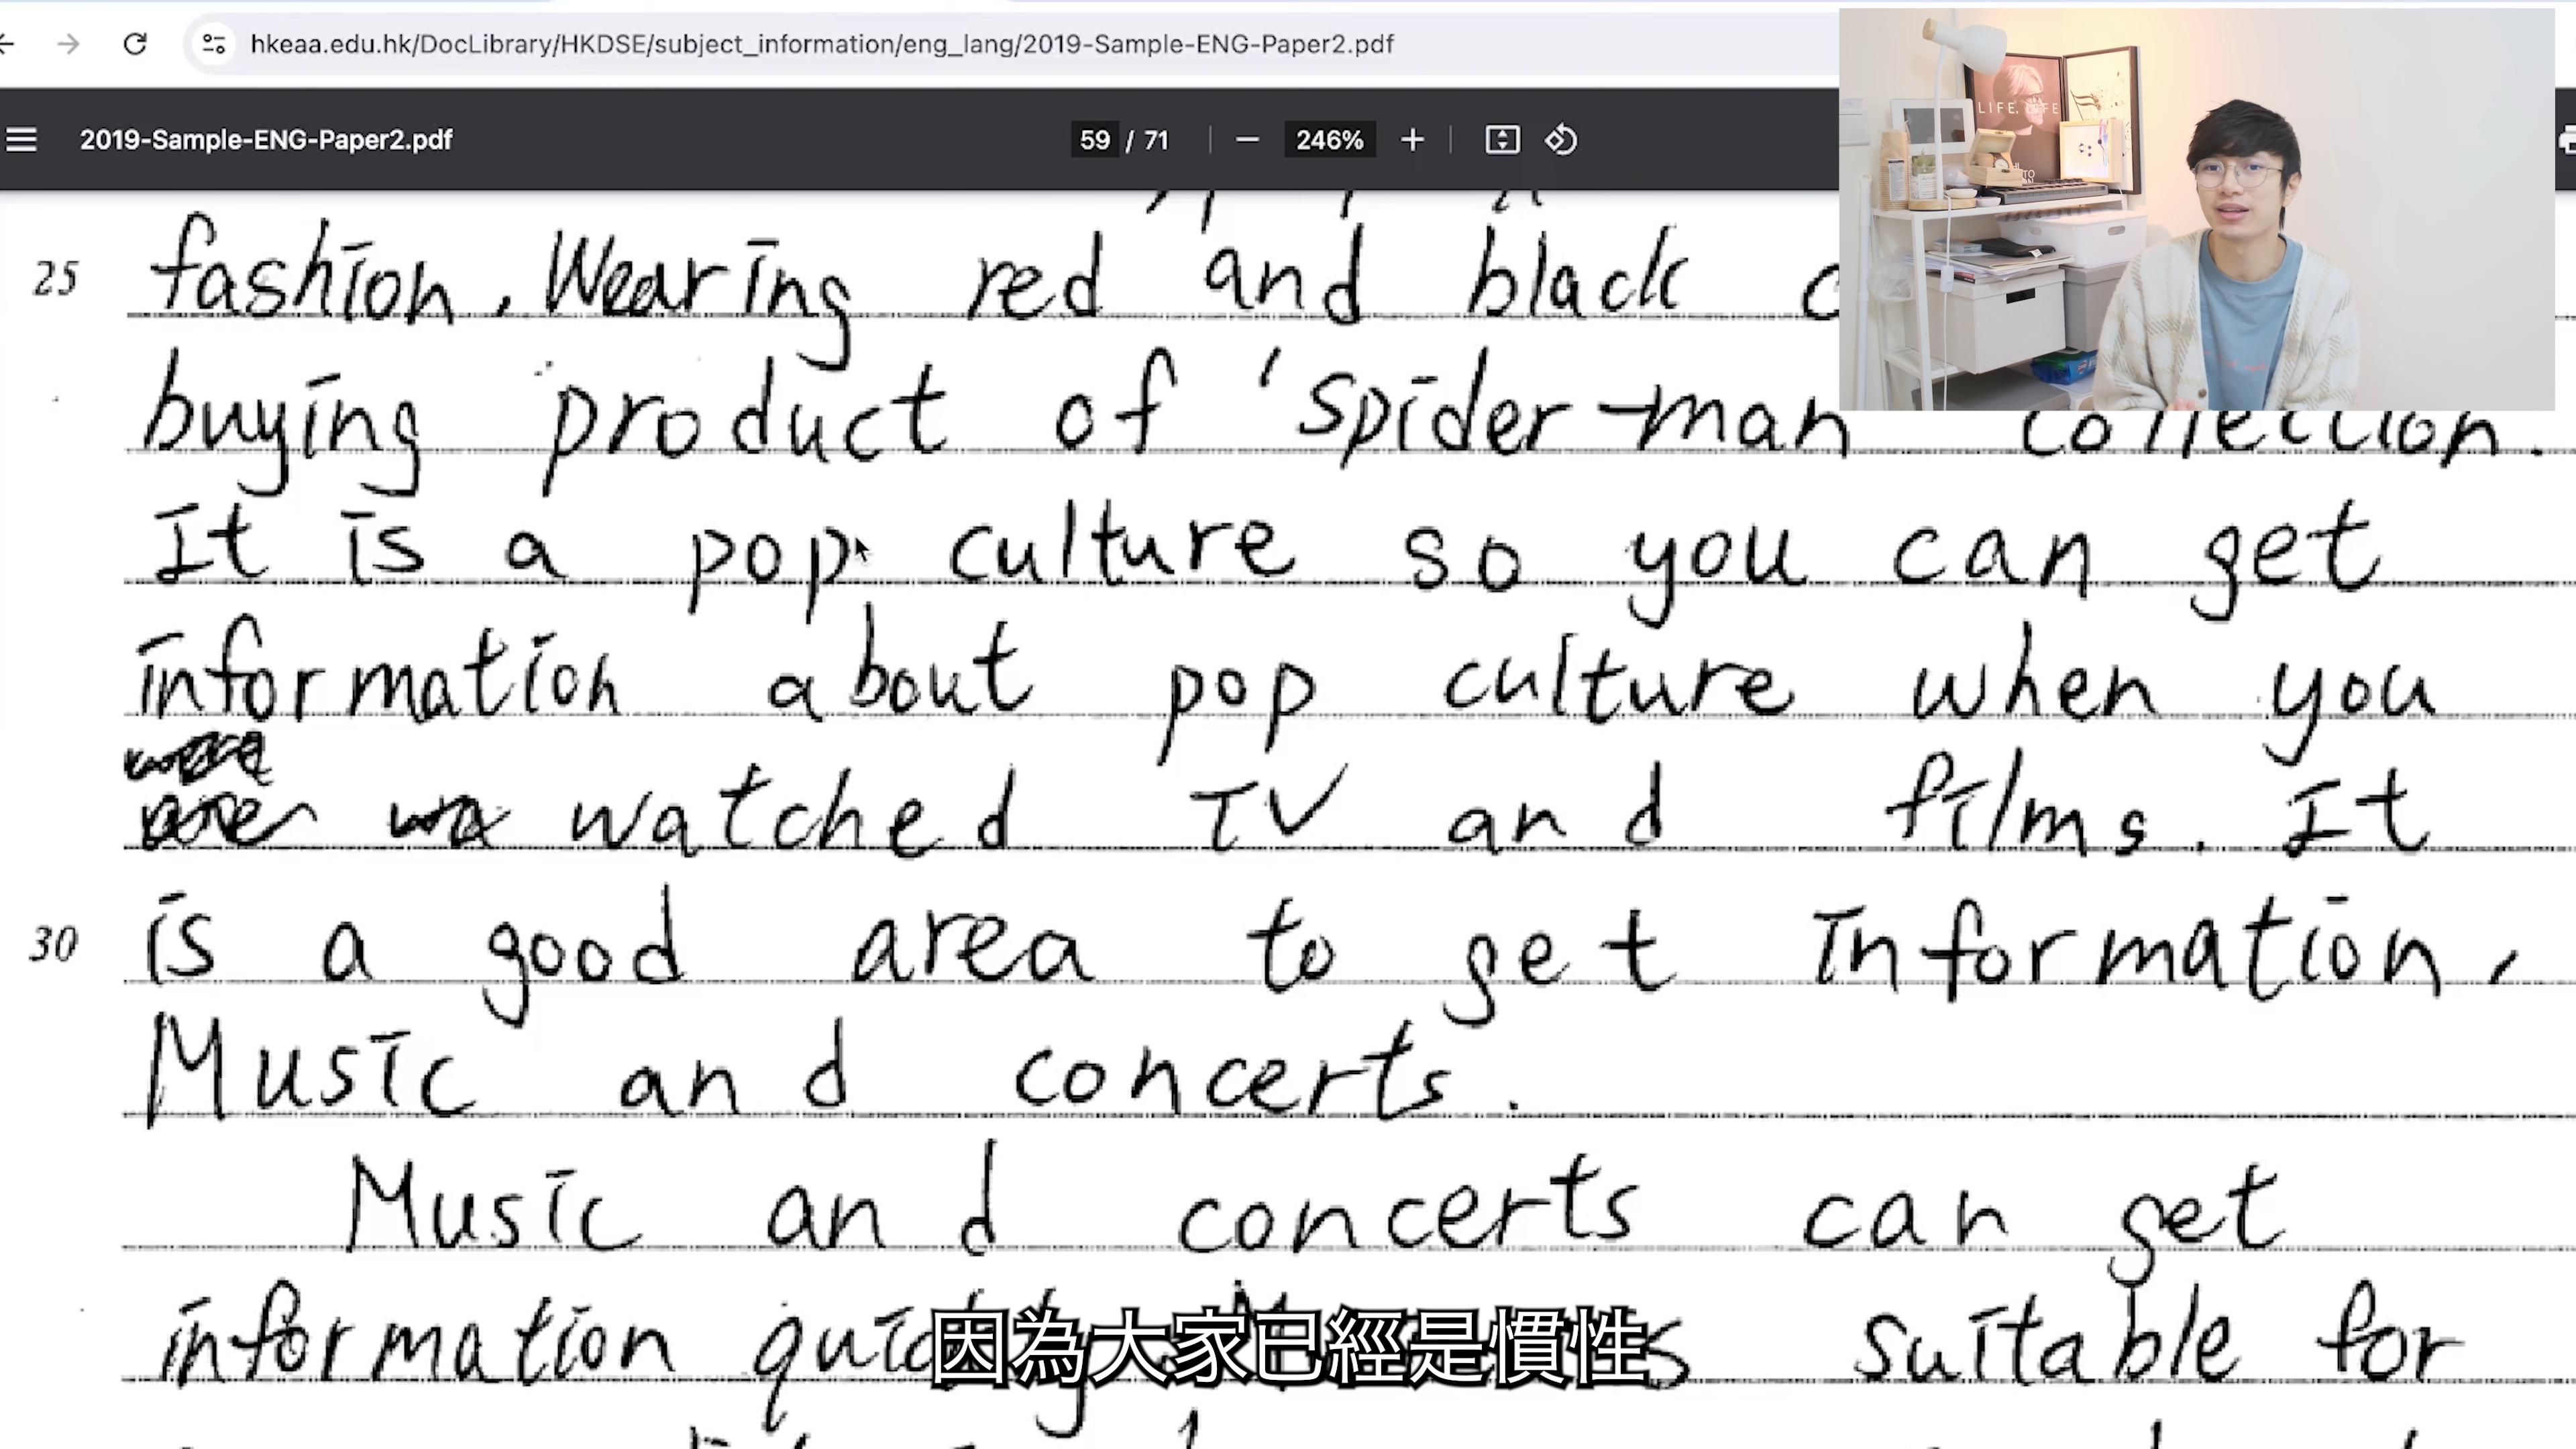 hkeaa.edu.hk/DocLibrary/HKDSE/subject_information/eng_lang/2019-Sample-ENG-Paper2.pdf
2019-Sample-ENG-Paper2.pdf
59 / 71
246%
LIFE, LIFE
25 fashion. Wearing red and black
buying product of 'Spider-man collection.
It is a pop culture so you can get
information about pop culture when you
watched TV and films. It
30 is a good area to get information,
Music and concerts.
Music and concerts can get
information suitable for
因為大家已經是慣性